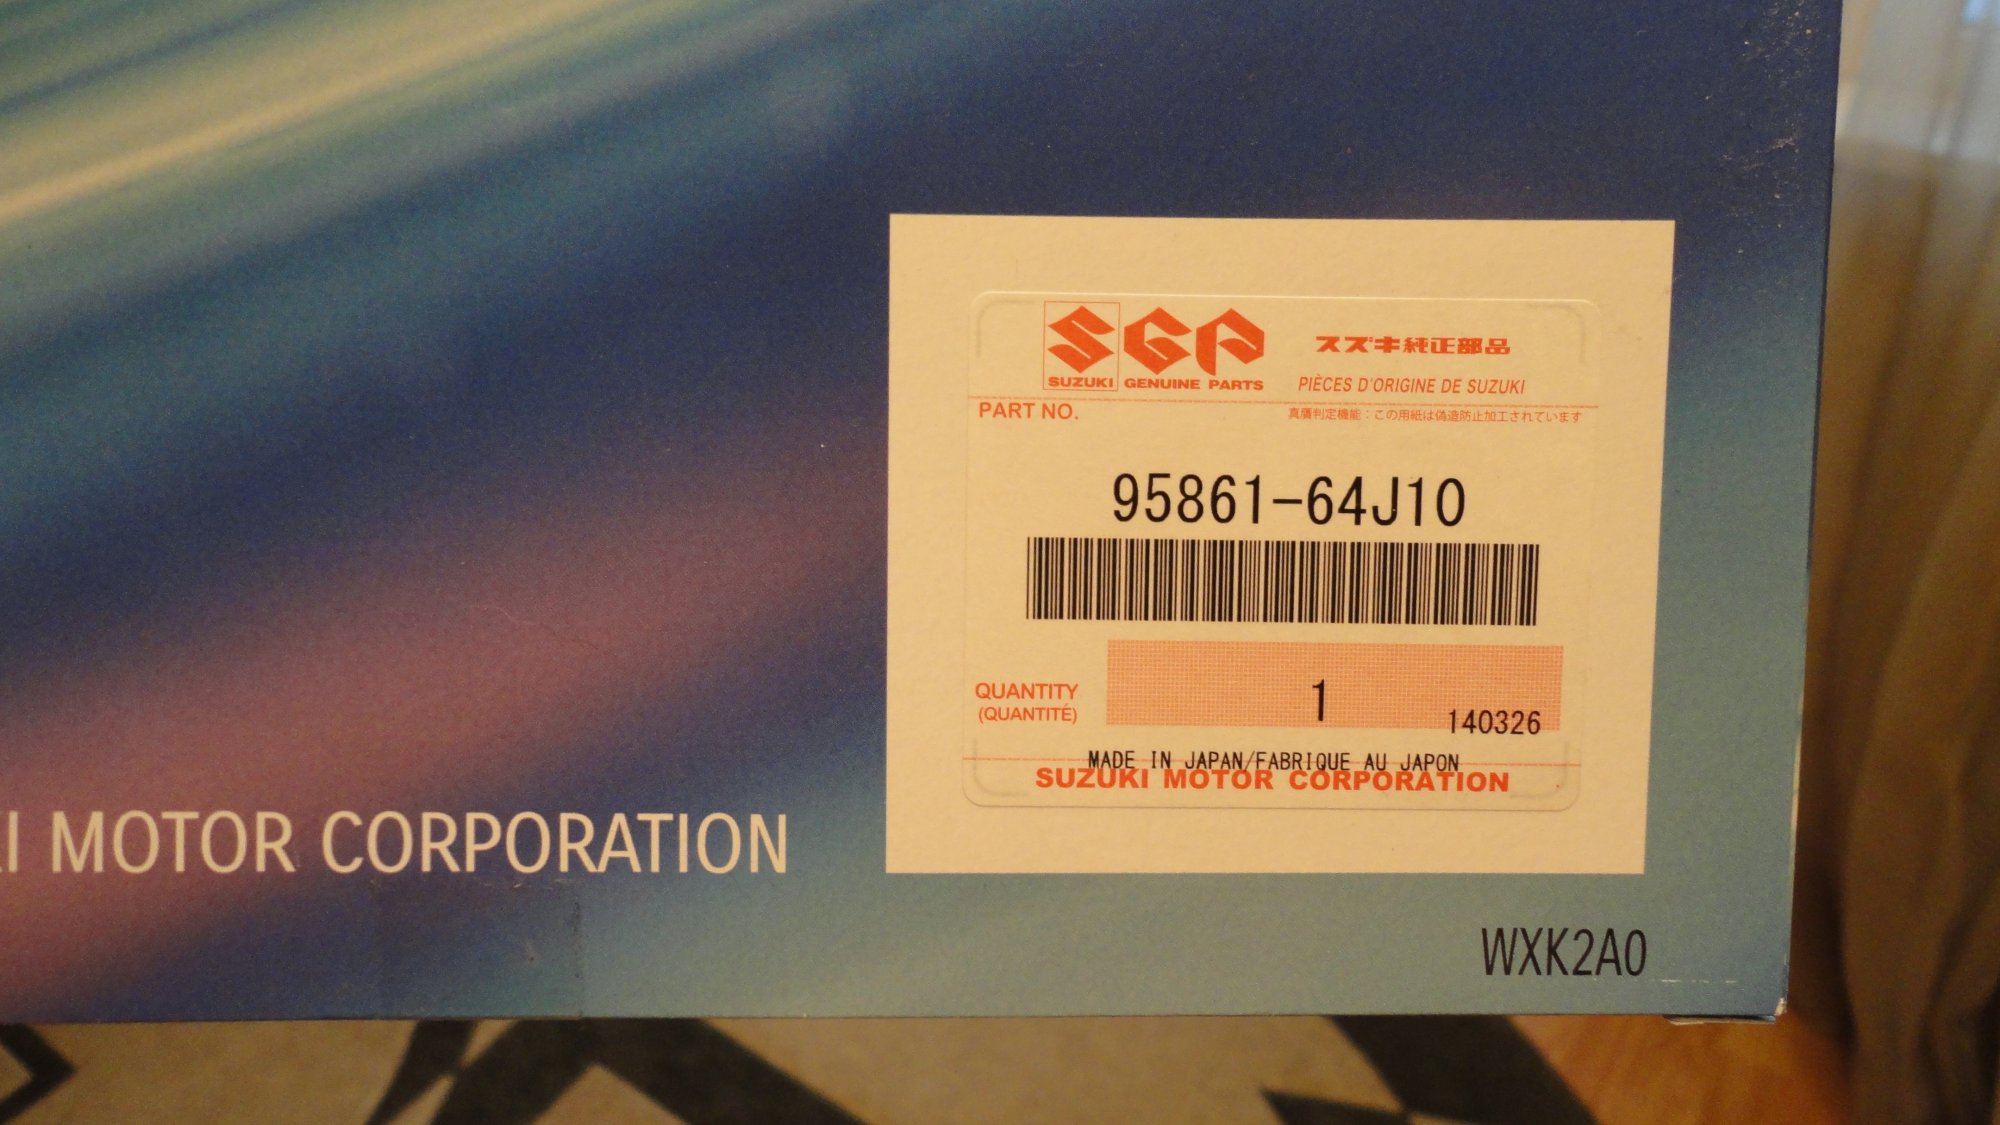 SGP
SUZUKI GENUINE PARTS
スズキ純正部品
PIÈCES D'ORIGINE DE SUZUKI
PART NO.
真贋判定機能：この用紙は偽造防止加工されています
95861-64J10
QUANTITY
(QUANTITÉ)
1
140326
MADE IN JAPAN/FABRIQUE AU JAPON
SUZUKI MOTOR CORPORATION
KI MOTOR CORPORATION
WXK2A0